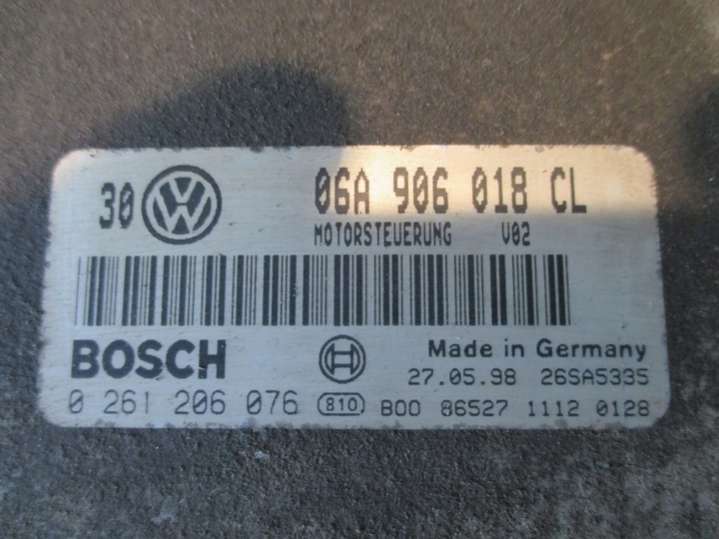 30 VW 06A 906 018 CL
MOTORSTEUERUNG V02
BOSCH Made in Germany
27.05.98 26SA5335
0 261 206 076 810 B00 86527 1112 0128